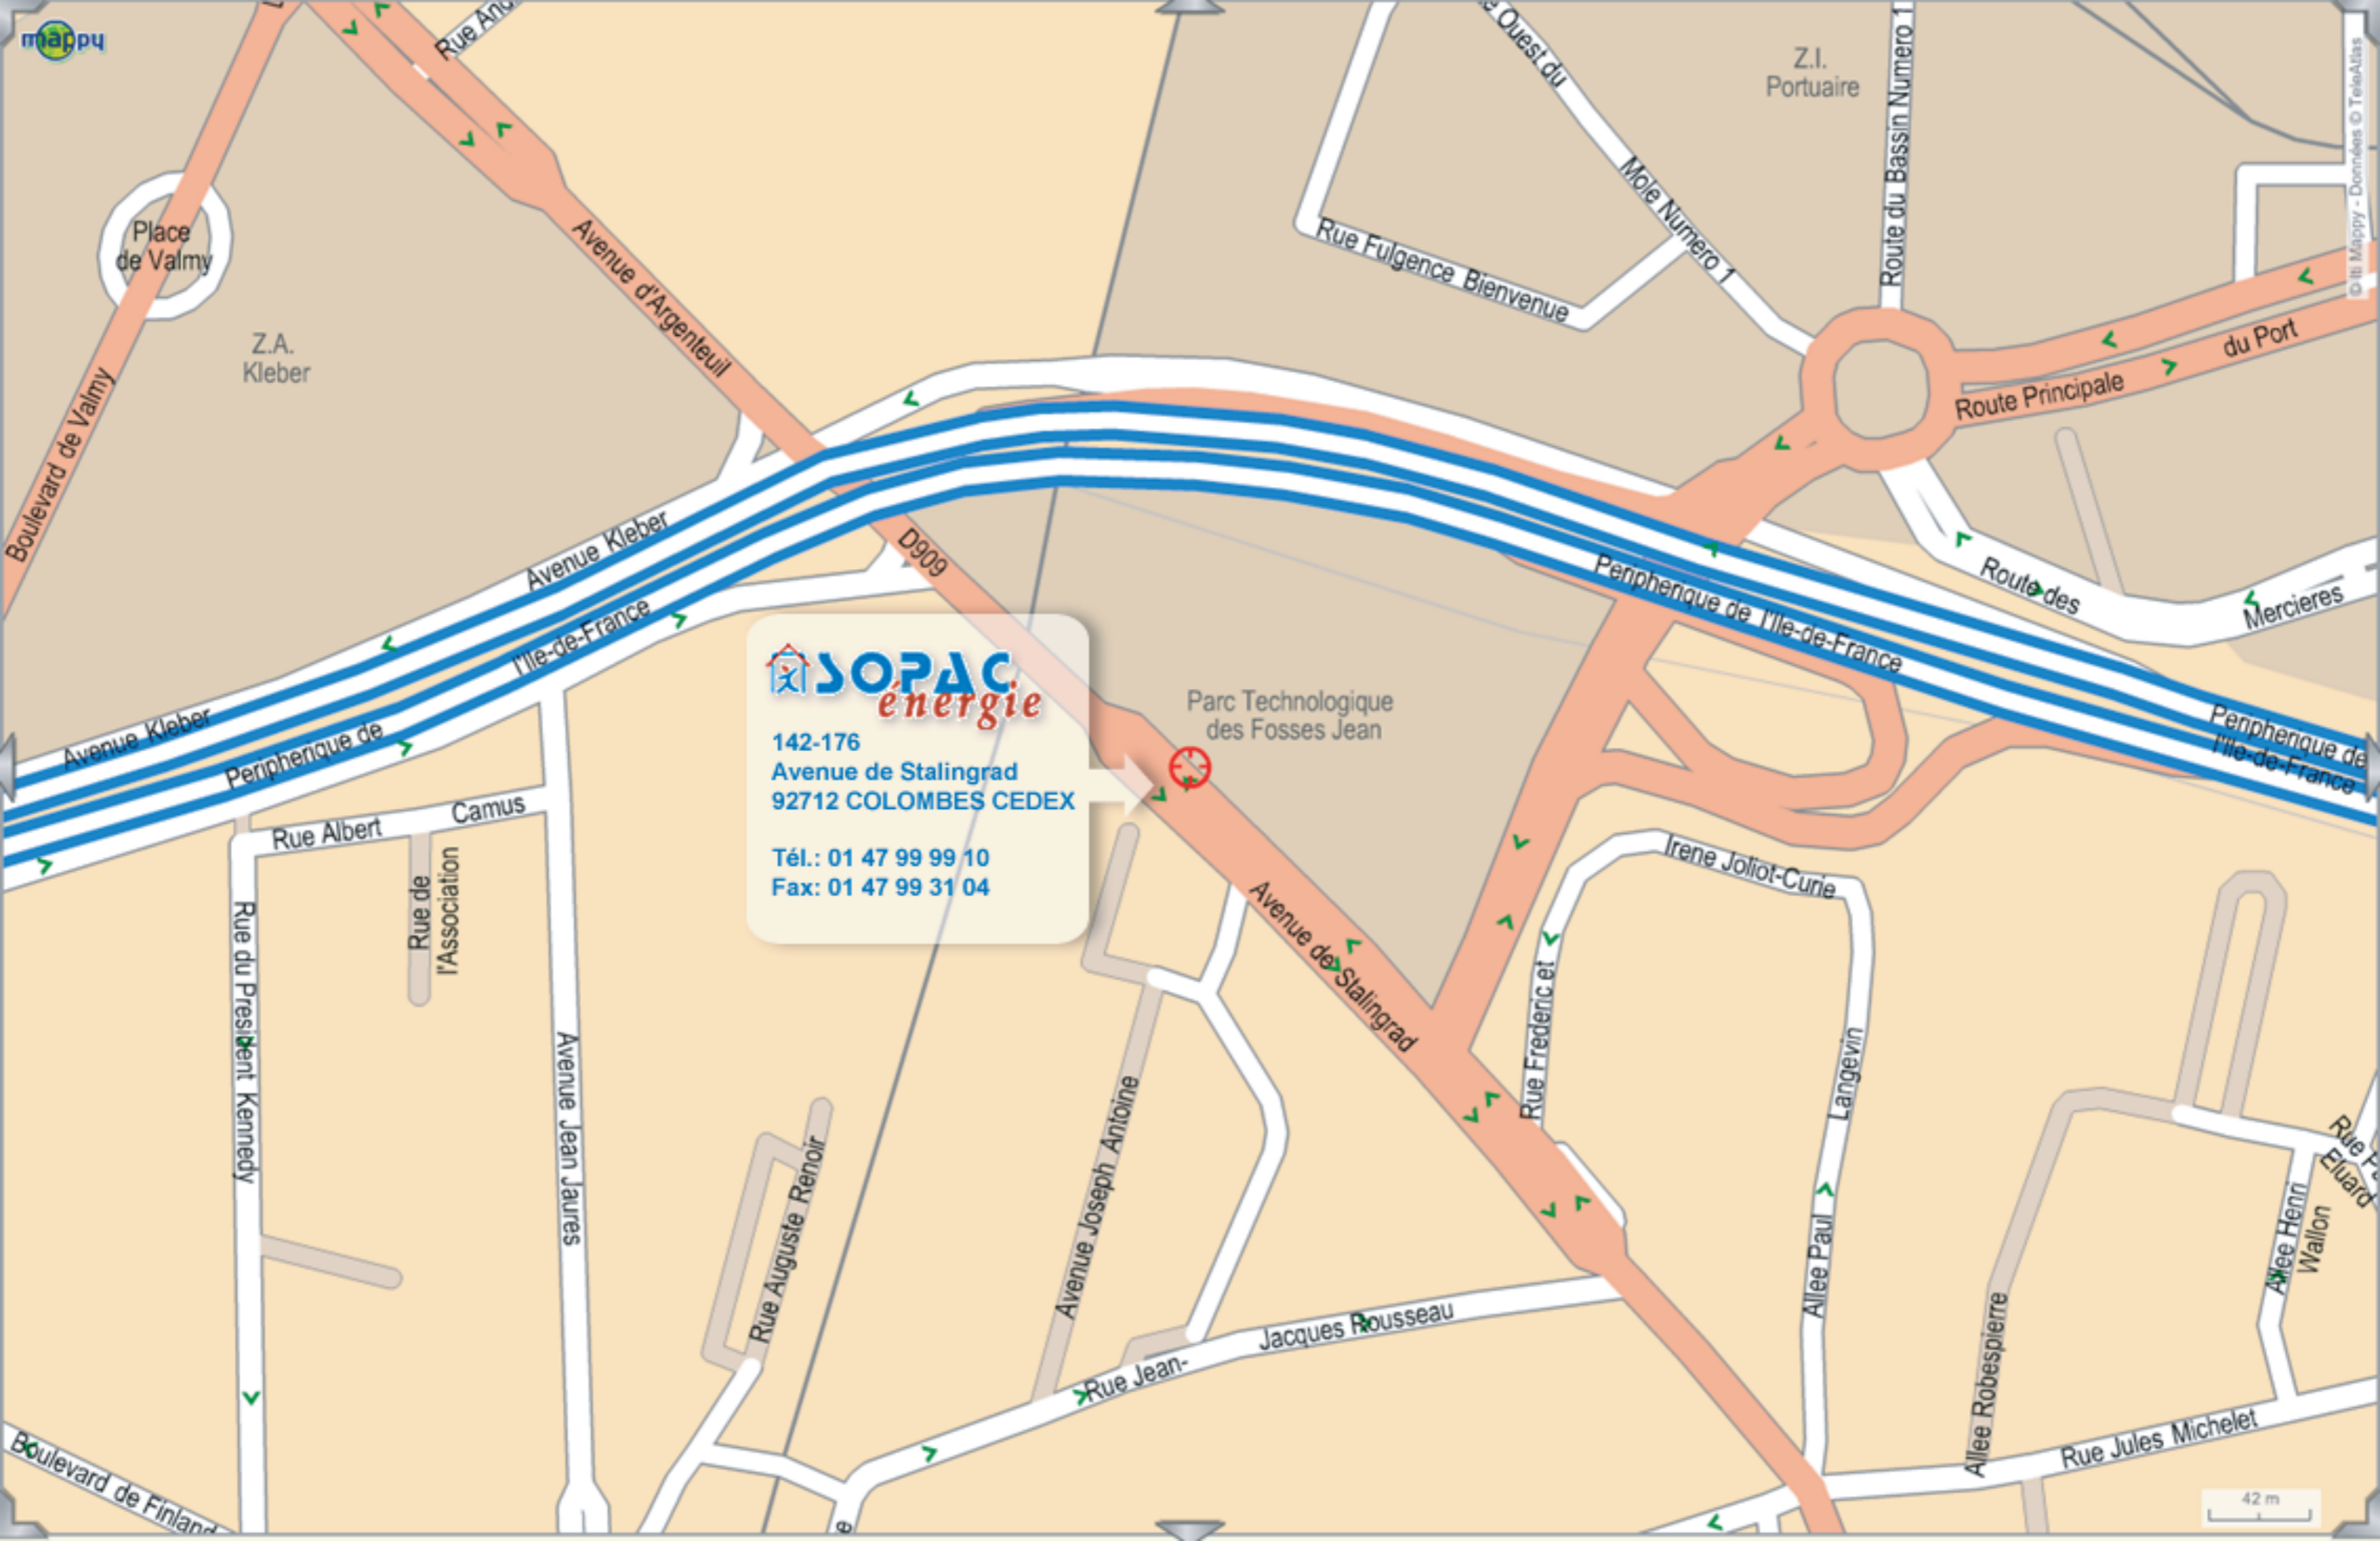 mappy
Rue And
Ouest du
Z.I.
Portuaire
Route du Bassin Numero 1
© Iti Mappy - Données © TeleAtlas
Place
de Valmy
Mole Numero 1
Avenue d'Argenteuil
Rue Fulgence Bienvenue
Z.A.
Kleber
du Port
Route Principale
Boulevard de Valmy
Avenue Kleber
D909
Peripherique de l'Ile-de-France
Route des
Mercieres
l'Ile-de-France
SOPAC
énergie
142-176
Avenue de Stalingrad
92712 COLOMBES CEDEX
Tél.: 01 47 99 99 10
Fax: 01 47 99 31 04
Parc Technologique
des Fosses Jean
Avenue Kleber
Peripherique de
Peripherique de
l'Ile-de-France
Rue Albert Camus
Rue de
l'Association
Irene Joliot-Curie
Avenue de Stalingrad
Rue du President Kennedy
Rue Frederic et
Avenue Jean Jaures
Langevin
Avenue Joseph Antoine
Rue Auguste Renoir
Allee Paul
Rue
Eluard
Allee Henri
Wallon
Jacques Rousseau
Rue Jean-
Allee Robespierre
Rue Jules Michelet
Boulevard de Finland
42 m